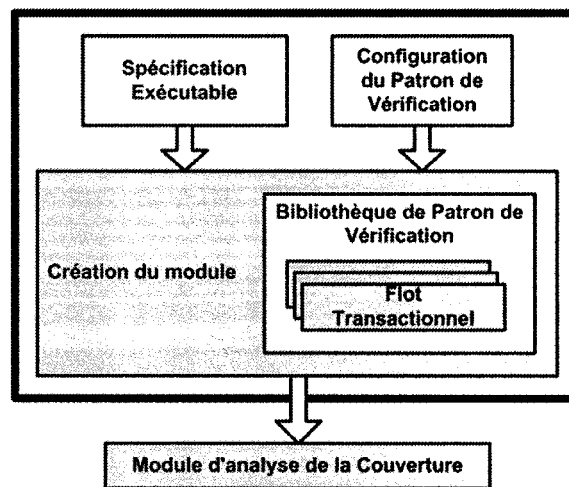 Spécification
Exécutable
Configuration
du Patron de
Vérification
Bibliothèque de Patron de
Vérification
Création du module
Flot
Transactionnel
Module d'analyse de la Couverture